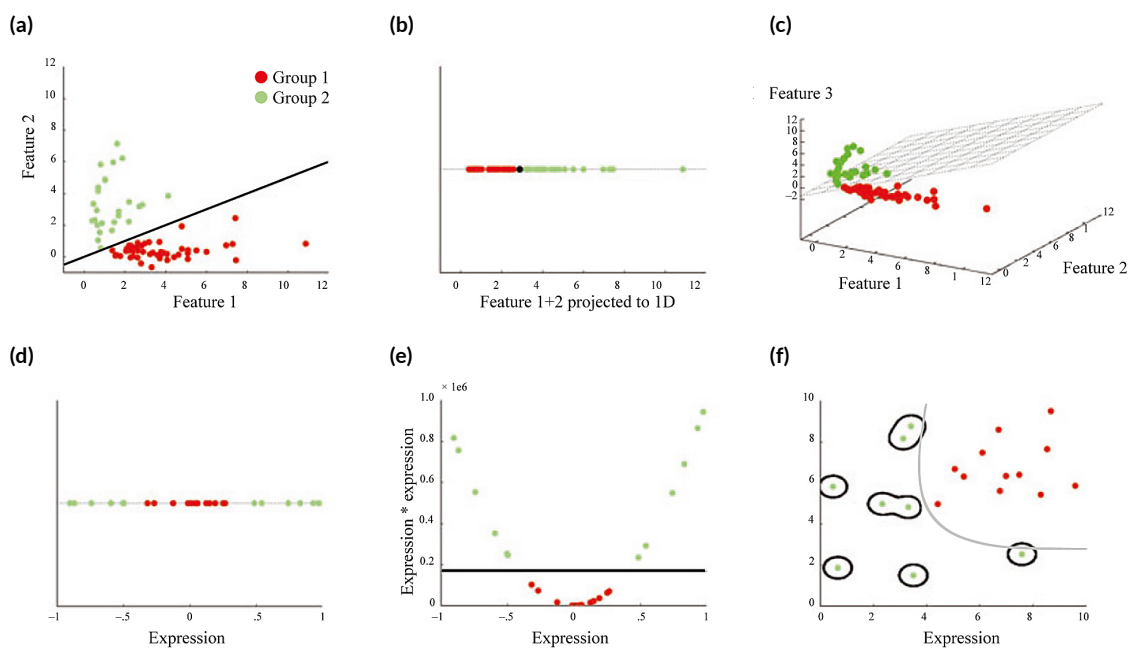 (a)
12
10
8
6
4
2
0
Feature 2
Group 1
Group 2
0 2 4 6 8 10 12
Feature 1
(b)
0 2 4 6 8 10 12
Feature 1+2 projected to 1D
(c)
Feature 3
12
10
8
6
4
2
0
−2
0 2 4 6 8 1 12
Feature 1
0 2 4 6 8 1 12
Feature 2
(d)
−1 −.5 0 .5 1
Expression
(e)
× 1e6
1.0
0.8
0.6
0.4
0.2
0
Expression * expression
−1 −.5 0 .5 1
Expression
(f)
10
8
6
4
2
0
0 2 4 6 8 10
Expression